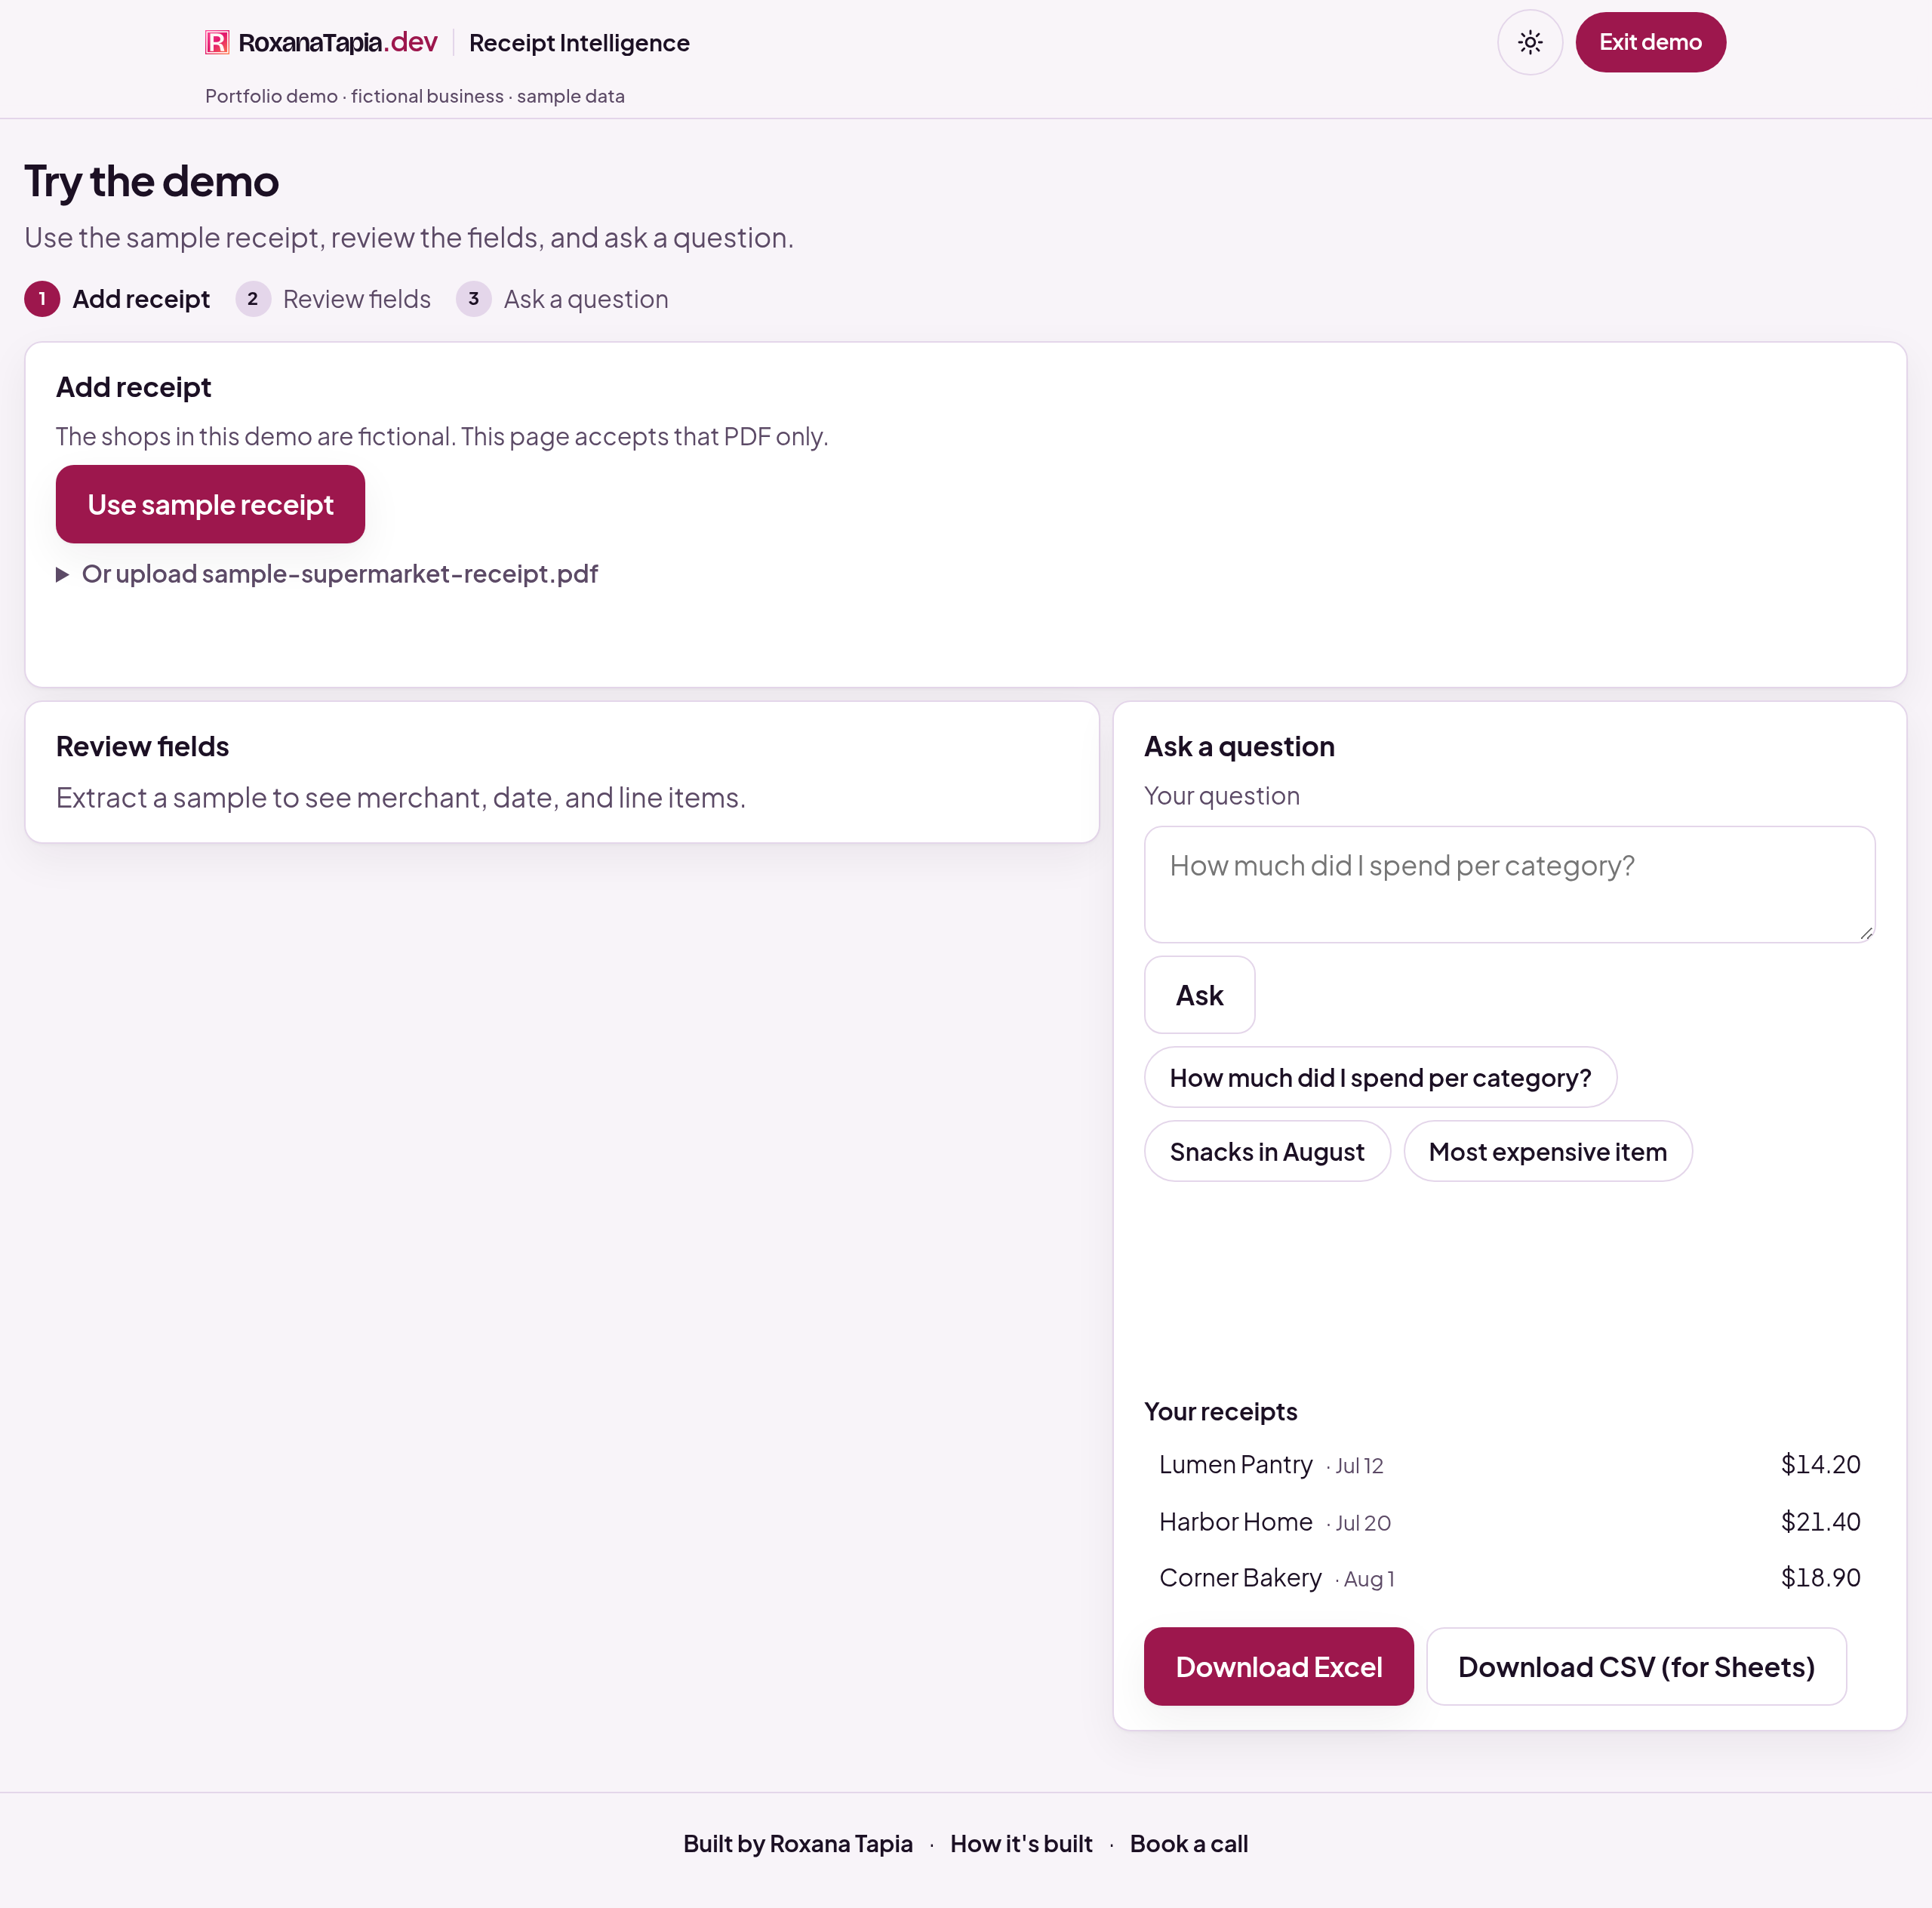 RoxanaTapia.dev Receipt Intelligence Exit demo
Portfolio demo · fictional business · sample data
Try the demo
Use the sample receipt, review the fields, and ask a question.
1 Add receipt 2 Review fields 3 Ask a question
Add receipt
The shops in this demo are fictional. This page accepts that PDF only.
Use sample receipt
Or upload sample-supermarket-receipt.pdf
Review fields
Extract a sample to see merchant, date, and line items.
Ask a question
Your question
How much did I spend per category?
Ask
How much did I spend per category?
Snacks in August Most expensive item
Your receipts
Lumen Pantry · Jul 12 $14.20
Harbor Home · Jul 20 $21.40
Corner Bakery · Aug 1 $18.90
Download Excel Download CSV (for Sheets)
Built by Roxana Tapia · How it's built · Book a call